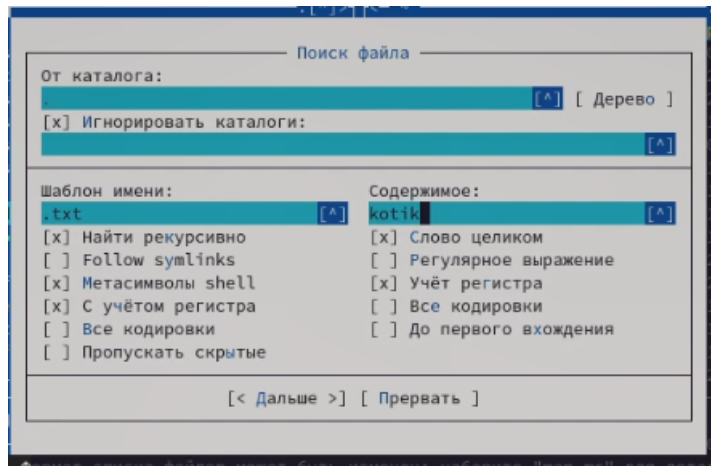 .[^]>
Поиск файла
От каталога:
. [^] [ Дерево ]
[x] Игнорировать каталоги:
[^]
Шаблон имени:
.txt [^]
[x] Найти рекурсивно
[ ] Follow symlinks
[x] Метасимволы shell
[x] С учётом регистра
[ ] Все кодировки
[ ] Пропускать скрытые
Содержимое:
kotik [^]
[x] Слово целиком
[ ] Регулярное выражение
[x] Учёт регистра
[ ] Все кодировки
[ ] До первого вхождения
[< Дальше >] [ Прервать ]